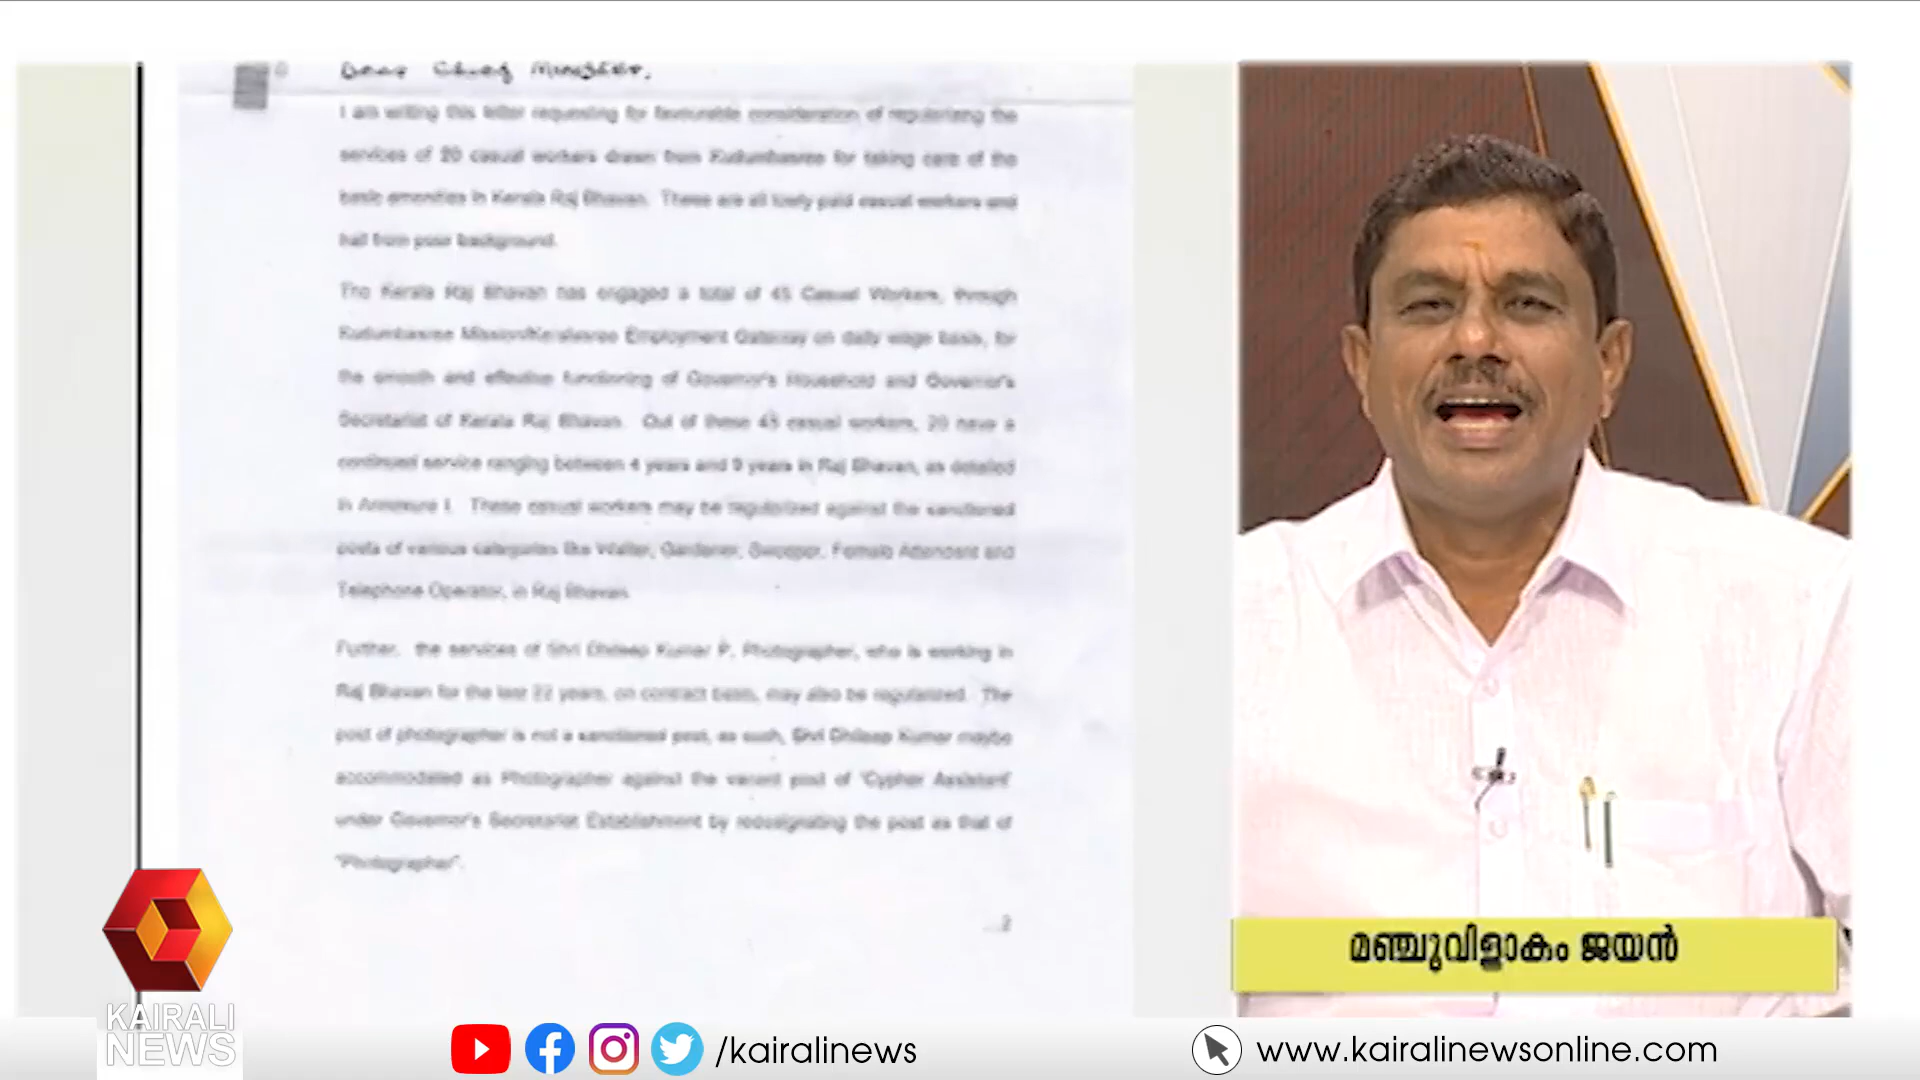 Dear Chief Minister,
I am writing this letter requesting for favourable consideration of regularizing the
services of 20 casual workers drawn from Kudumbasree for taking care of the
basic amenities in Kerala Raj Bhavan. These are all lowly paid casual workers and
hail from poor background.
The Kerala Raj Bhavan has engaged a total of 45 Casual Workers, through
Kudumbasree Mission/Keralasree Employment Gateway on daily wage basis, for
the smooth and effective functioning of Governor's Household and Governor's
Secretariat of Kerala Raj Bhavan. Out of these 45 casual workers, 20 have a
continued service ranging between 4 years and 9 years in Raj Bhavan, as detailed
in Annexure I. These casual workers may be regularized against the sanctioned
posts of various categories like Waiter, Gardener, Sweeper, Female Attendant and
Telephone Operator, in Raj Bhavan.
Further, the services of Shri Dhileep Kumar P, Photographer, who is working in
Raj Bhavan for the last 22 years, on contract basis, may also be regularized. The
post of photographer is not a sanctioned post, as such, Shri Dhileep Kumar maybe
accommodated as Photographer against the vacant post of 'Cypher Assistant'
under Governor's Secretariat Establishment by redesignating the post as that of
"Photographer".
...2
മഞ്ചുവിളാകം ജയൻ
KAIRALI
NEWS
/kairalinews
www.kairalinewsonline.com